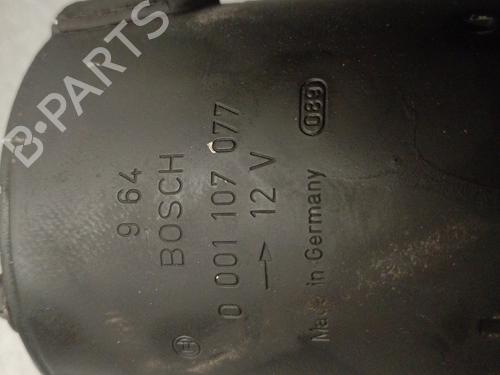 9 64
BOSCH
0 001 107 077
→ 12 V
Made in Germany 089
B-PARTS